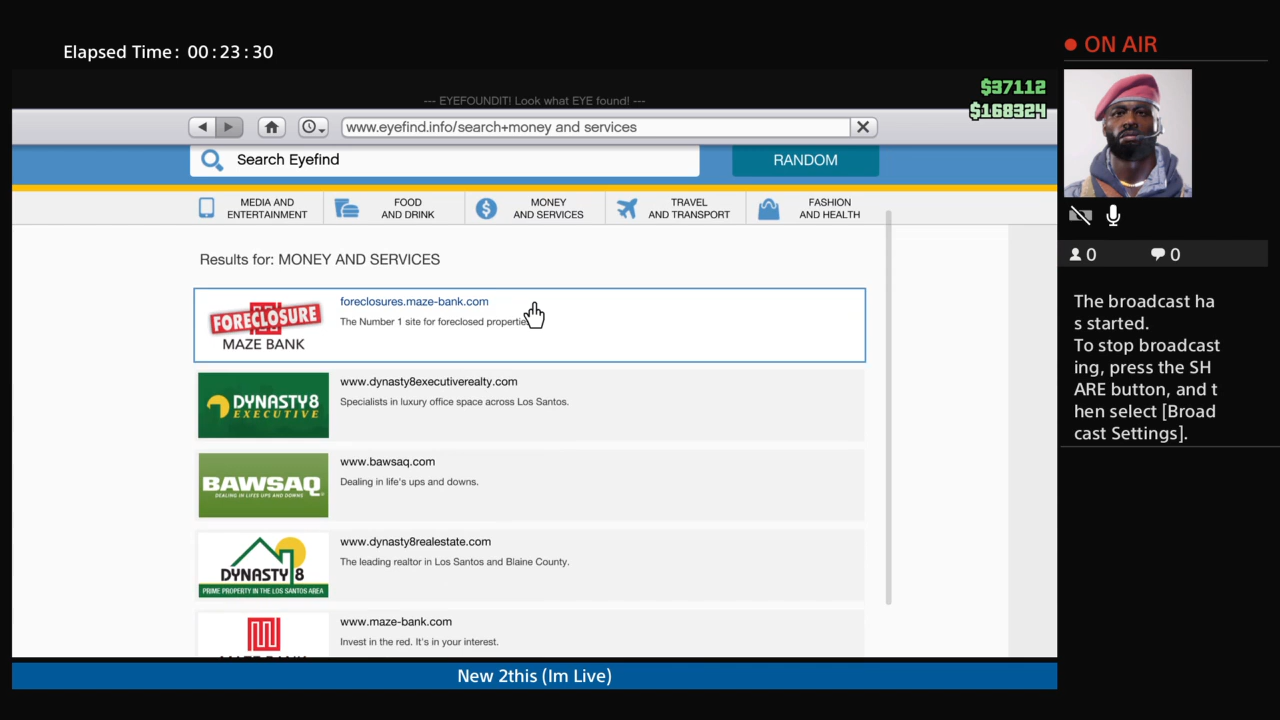 Elapsed Time: 00:23:30
ON AIR
$37112
$168324
--- EYEFOUNDIT! Look what EYE found! ---
www.eyefind.info/search+money and services
Search Eyefind
RANDOM
MEDIA AND
ENTERTAINMENT
FOOD
AND DRINK
MONEY
AND SERVICES
TRAVEL
AND TRANSPORT
FASHION
AND HEALTH
0
0
Results for: MONEY AND SERVICES
FORECLOSURE
MAZE BANK
foreclosures.maze-bank.com
The Number 1 site for foreclosed
DYNASTY8
EXECUTIVE
www.dynasty8executiverealty.com
Specialists in luxury office space across Los Santos.
BAWSAQ
DEALING IN LIFE'S UPS AND DOWNS
www.bawsaq.com
Dealing in life's ups and downs.
DYNASTY 8
PRIME PROPERTY IN THE LOS SANTOS AREA
www.dynasty8realestate.com
The leading realtor in Los Santos and Blaine County.
www.maze-bank.com
Invest in the red. It's in your interest.
The broadcast ha
s started.
To stop broadcast
ing, press the SH
ARE button, and t
hen select [Broad
cast Settings].
New 2this (Im Live)